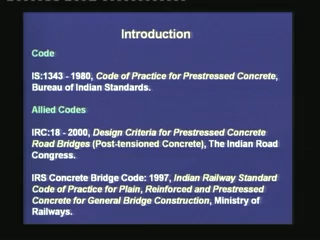 Introduction
Code
IS:1343 - 1980, Code of Practice for Prestressed Concrete,
Bureau of Indian Standards.
Allied Codes
IRC:18 - 2000, Design Criteria for Prestressed Concrete
Road Bridges (Post-tensioned Concrete), The Indian Road
Congress.
IRS Concrete Bridge Code: 1997, Indian Railway Standard
Code of Practice for Plain, Reinforced and Prestressed
Concrete for General Bridge Construction, Ministry of
Railways.